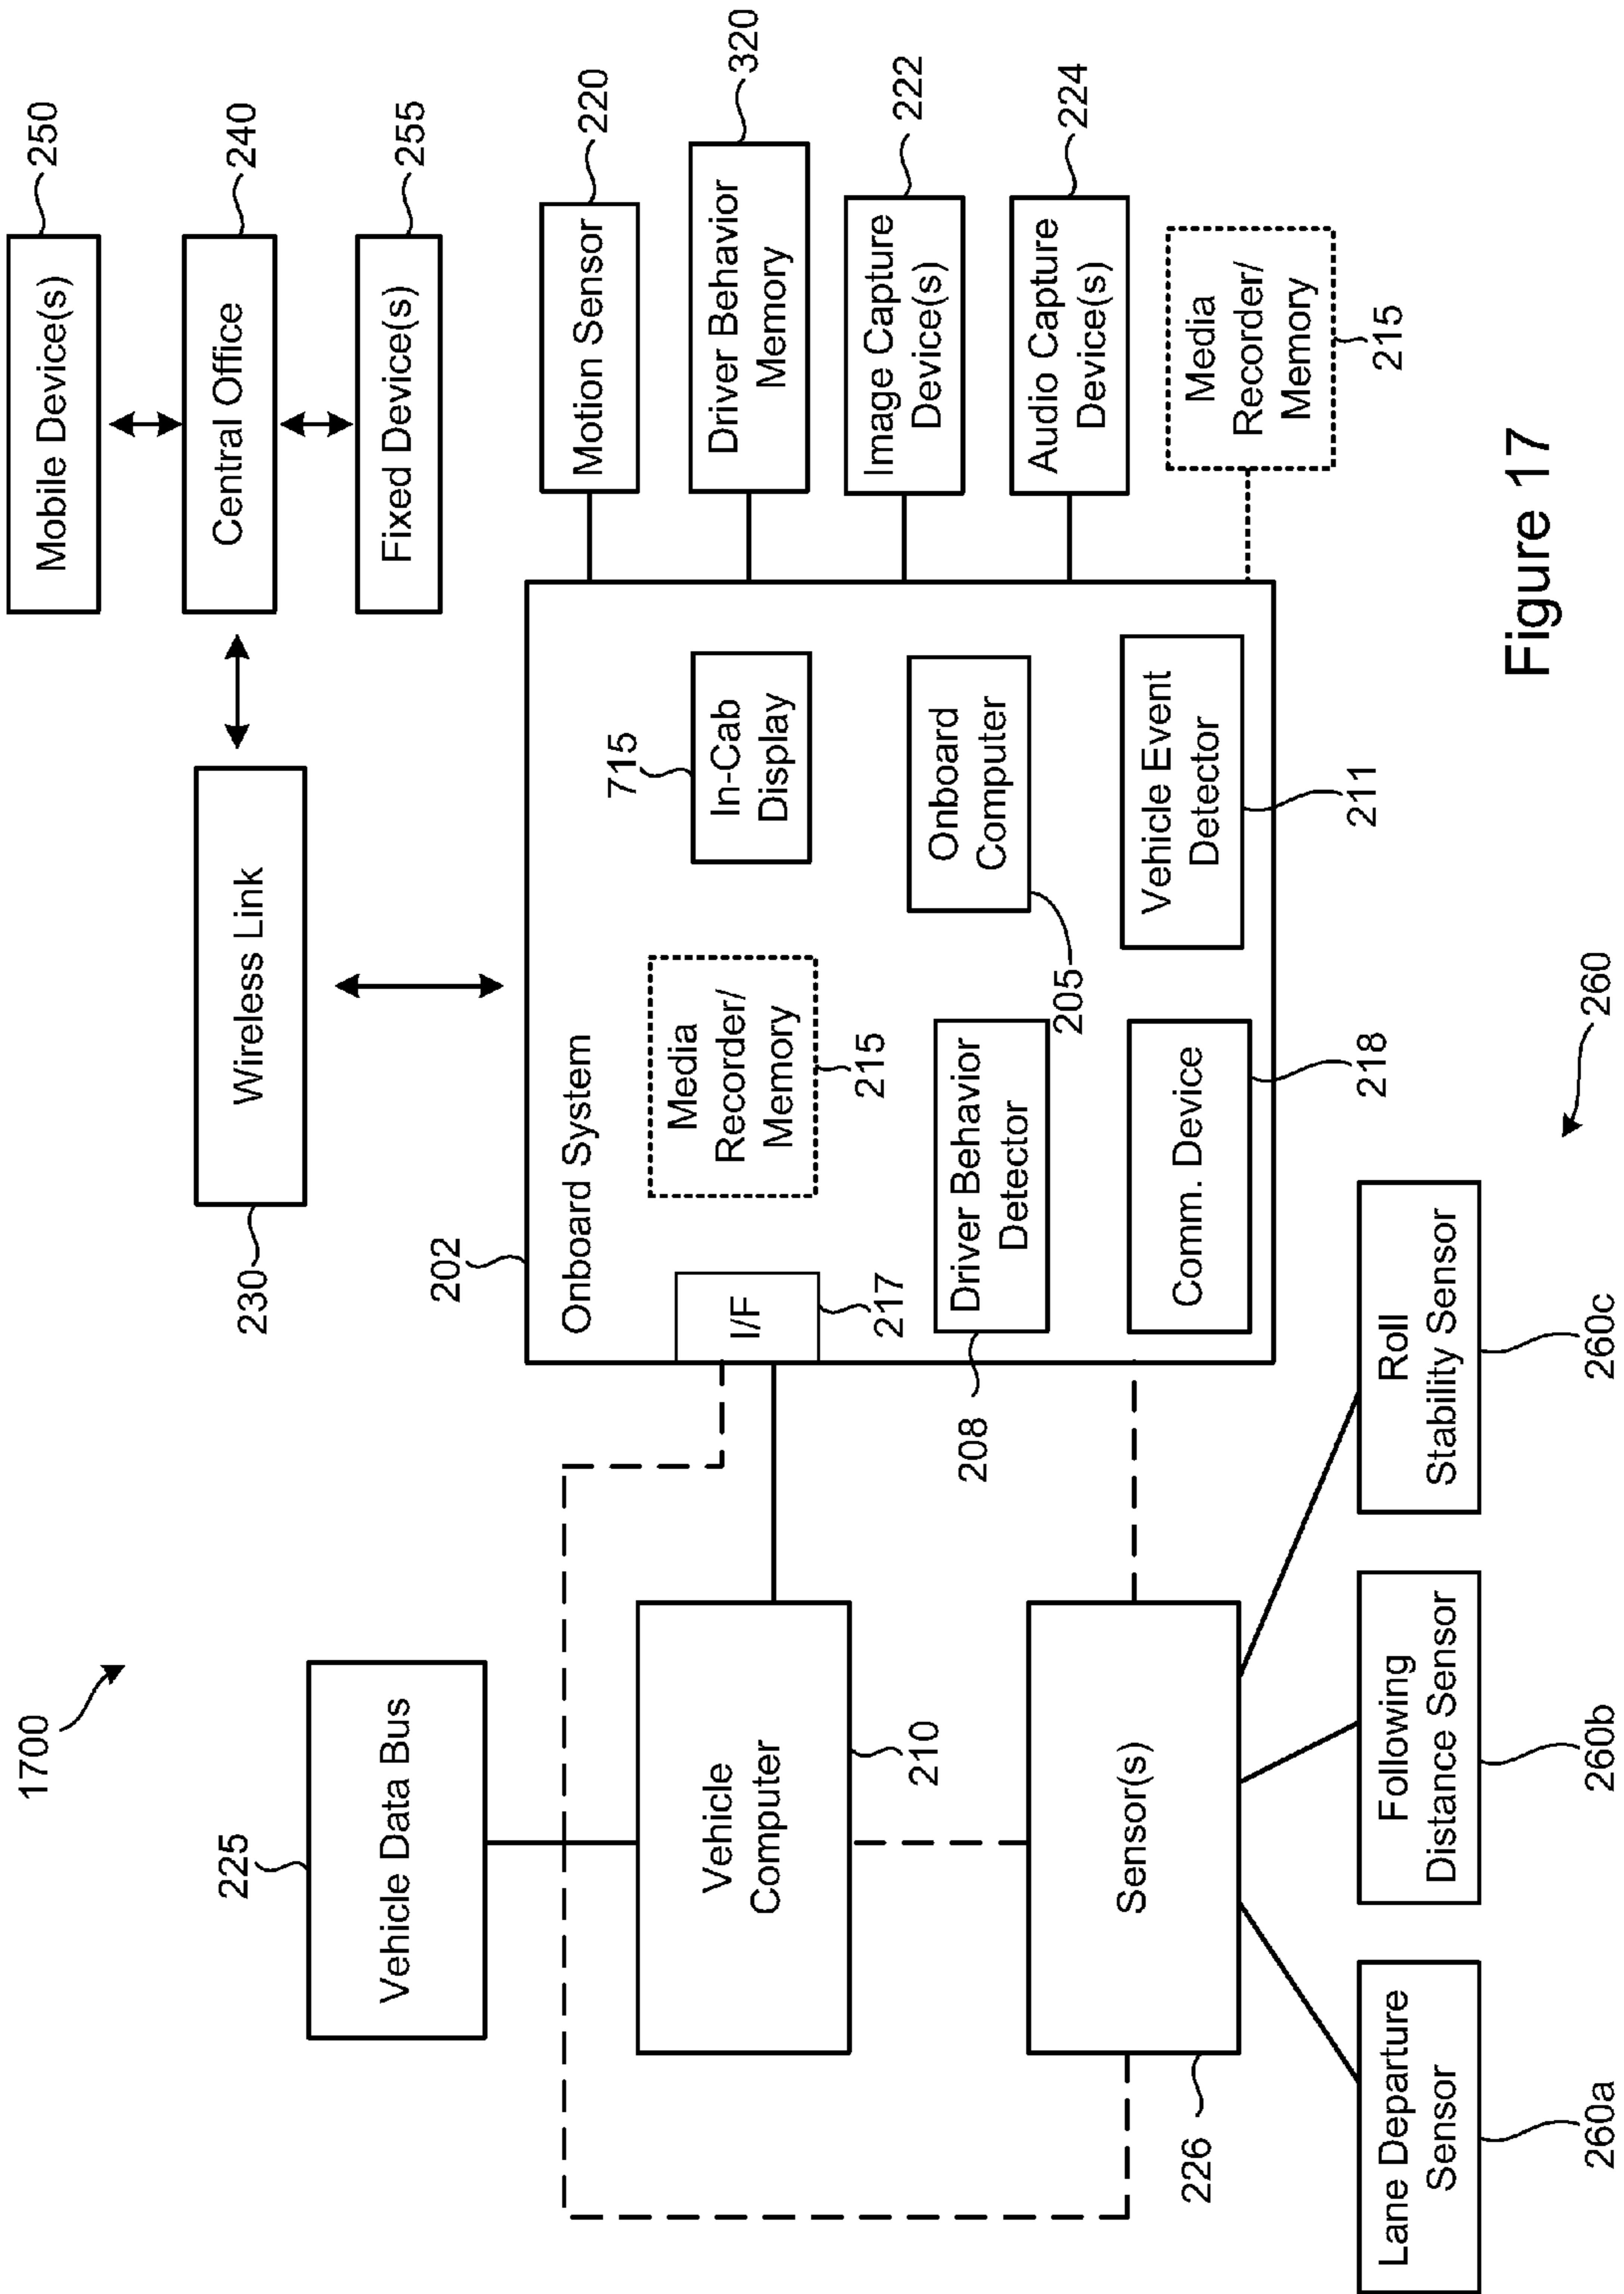 1700
225
Vehicle Data Bus
Vehicle
Computer
210
Sensor(s)
226
Lane Departure
Sensor
260a
Following
Distance Sensor
260b
Roll
Stability Sensor
260c
260
230
Wireless Link
Mobile Device(s)
250
Central Office
240
Fixed Device(s)
255
202
Onboard System
I/F
217
Media
Recorder/
Memory
215
715
In-Cab
Display
208
Driver Behavior
Detector
Onboard
Computer
205
Comm. Device
218
Vehicle Event
Detector
211
Motion Sensor
220
Driver Behavior
Memory
320
Image Capture
Device(s)
222
Audio Capture
Device(s)
224
Media
Recorder/
Memory
215
Figure 17